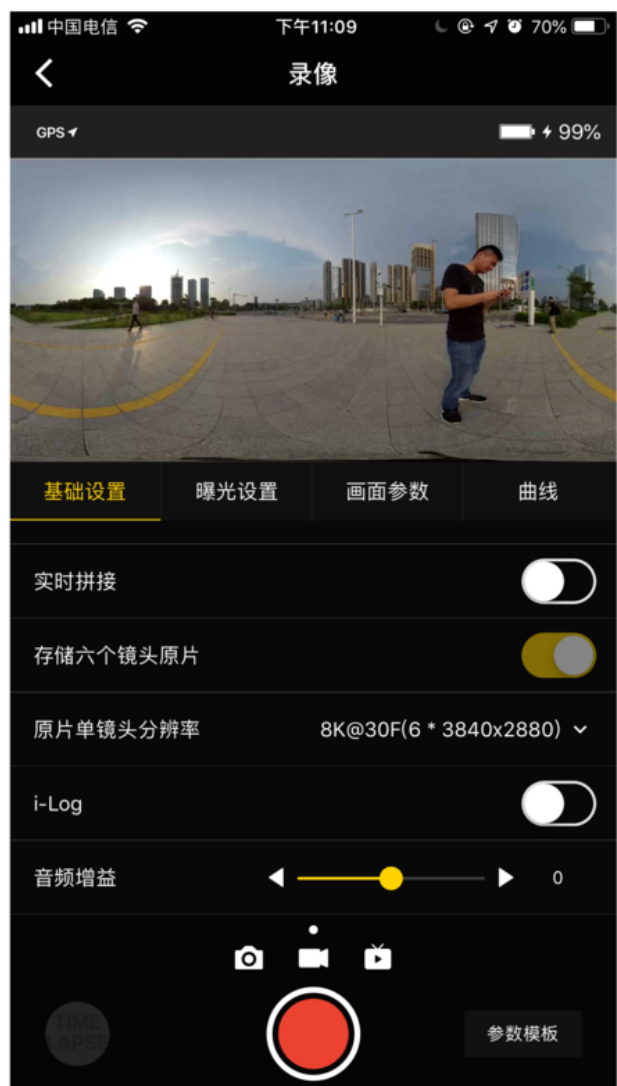 中国电信 下午11:09 70%
录像
GPS 99%
基础设置 曝光设置 画面参数 曲线
实时拼接
存储六个镜头原片
原片单镜头分辨率 8K@30F(6 * 3840x2880)
i-Log
音频增益 0
TIME
LAPSE
参数模板